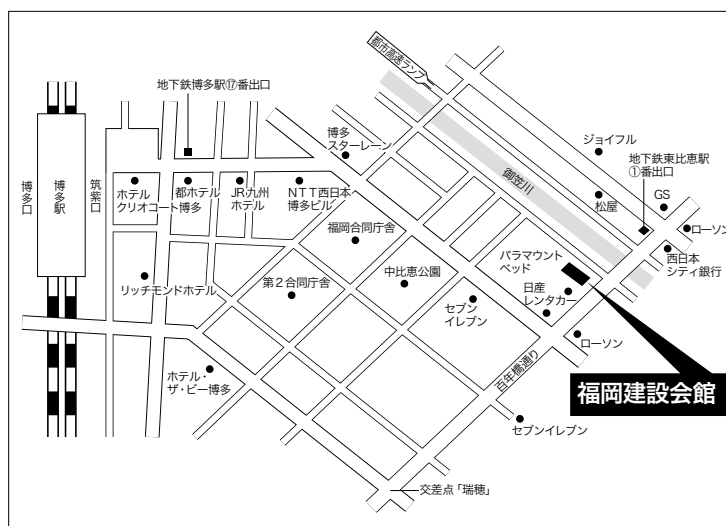 都市高速ランプ
地下鉄博多駅⑰番出口
博多
スターレーン
ジョイフル
地下鉄東比恵駅
①番出口
御笠川
博多口
博多駅
筑紫口
ホテル
クリオコート
都ホテル
博多
JR九州
ホテル
NTT西日本
博多ビル
松屋
GS
ローソン
西日本
シティ銀行
福岡合同庁舎
パラマウント
ベッド
リッチモンドホテル
第2合同庁舎
中比恵公園
日産
レンタカー
セブン
イレブン
ローソン
百年橋通り
福岡建設会館
ホテル・
ザ・ビー博多
セブンイレブン
交差点「瑞穂」